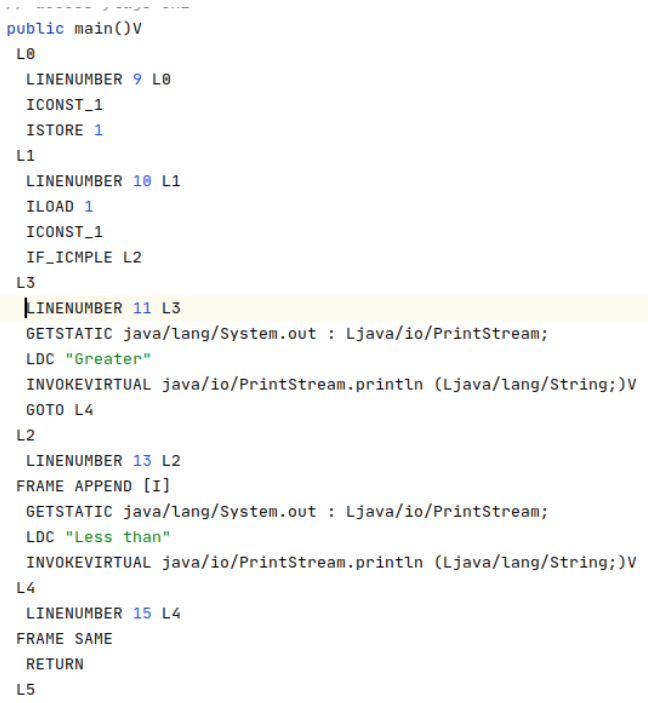 public main()V
L0
LINENUMBER 9 L0
ICONST_1
ISTORE 1
L1
LINENUMBER 10 L1
ILOAD 1
ICONST_1
IF_ICMPLE L2
L3
LINENUMBER 11 L3
GETSTATIC java/lang/System.out : Ljava/io/PrintStream;
LDC "Greater"
INVOKEVIRTUAL java/io/PrintStream.println (Ljava/lang/String;)V
GOTO L4
L2
LINENUMBER 13 L2
FRAME APPEND [I]
GETSTATIC java/lang/System.out : Ljava/io/PrintStream;
LDC "Less than"
INVOKEVIRTUAL java/io/PrintStream.println (Ljava/lang/String;)V
L4
LINENUMBER 15 L4
FRAME SAME
RETURN
L5